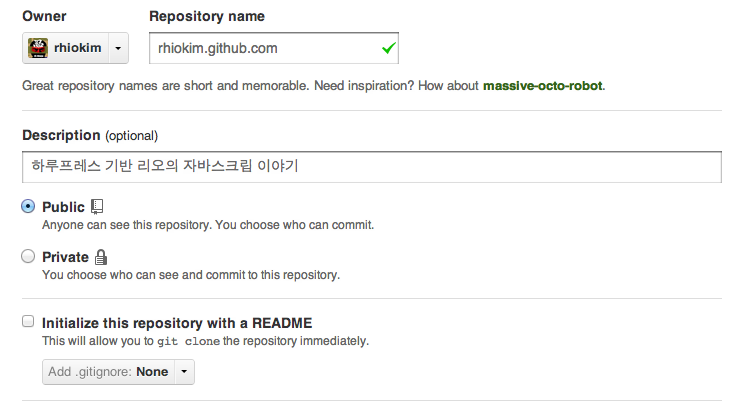 Owner Repository name
rhiokim rhiokim.github.com
Great repository names are short and memorable. Need inspiration? How about massive-octo-robot.
Description (optional)
하루프레스 기반 리오의 자바스크립 이야기
Public
Anyone can see this repository. You choose who can commit.
Private
You choose who can see and commit to this repository.
Initialize this repository with a README
This will allow you to git clone the repository immediately.
Add .gitignore: None